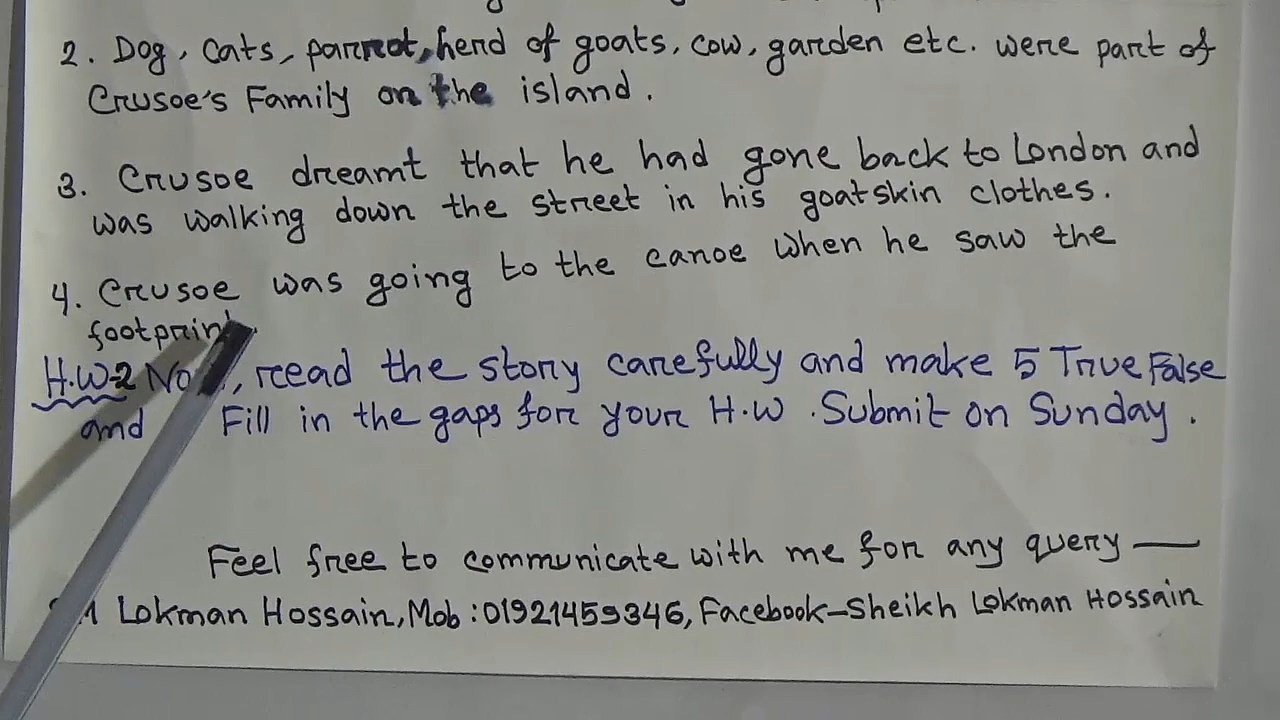 2. Dog, cats, parrot, herd of goats, cow, garden etc. were part of
Crusoe's Family on the island.
3. Crusoe dreamt that he had gone back to London and
was walking down the street in his goatskin clothes.
4. Crusoe was going to the canoe when he saw the
footprint.
H.W-2 Now, read the story carefully and make 5 True False
and Fill in the gaps for your H.W. Submit on Sunday.
Feel free to communicate with me for any query —
Lokman Hossain, Mob: 01921459346, Facebook-Sheikh Lokman Hossain